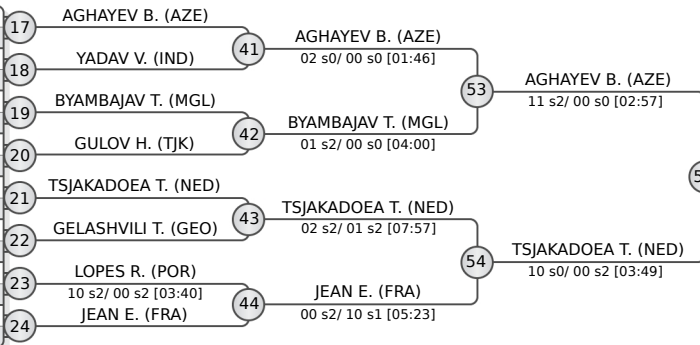 17
AGHAYEV B. (AZE)
18
YADAV V. (IND)
41
AGHAYEV B. (AZE)
02 s0/ 00 s0 [01:46]
19
BYAMBAJAV T. (MGL)
20
GULOV H. (TJK)
42
BYAMBAJAV T. (MGL)
01 s2/ 00 s0 [04:00]
53
AGHAYEV B. (AZE)
11 s2/ 00 s0 [02:57]
21
TSJAKADOEA T. (NED)
22
GELASHVILI T. (GEO)
43
TSJAKADOEA T. (NED)
02 s2/ 01 s2 [07:57]
23
LOPES R. (POR)
10 s2/ 00 s2 [03:40]
24
JEAN E. (FRA)
44
JEAN E. (FRA)
00 s2/ 10 s1 [05:23]
54
TSJAKADOEA T. (NED)
10 s0/ 00 s2 [03:49]